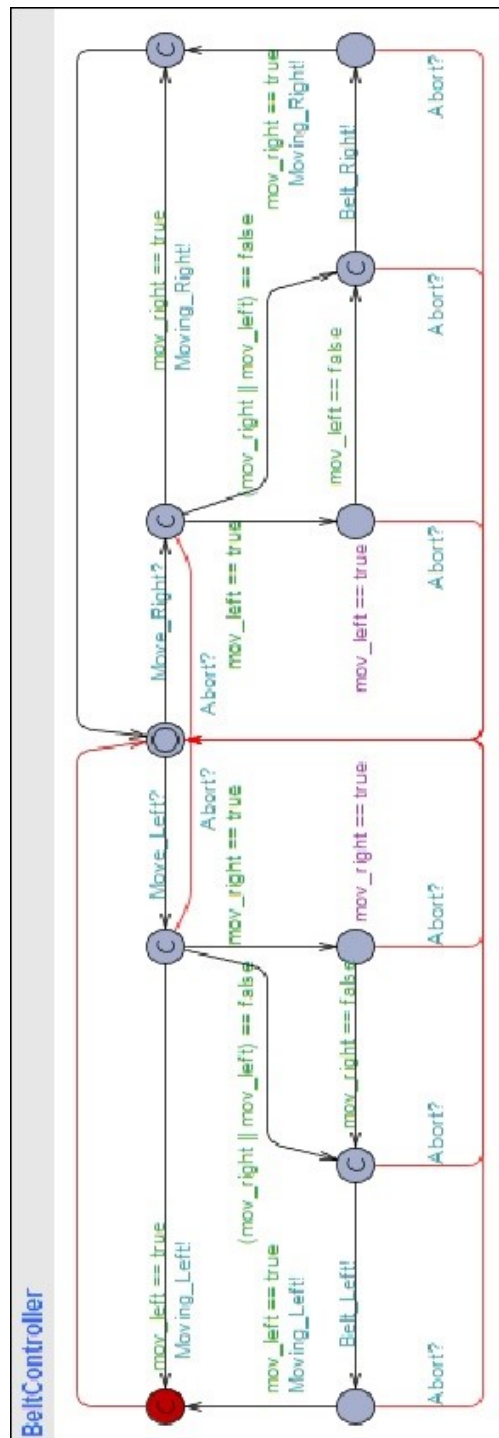 BeltController
mov_left == true
Moving_Left!
Move_Left?
Move_Right?
mov_right == true
Moving_Right!
Abort?
Abort?
(mov_right || mov_left) == false
mov_right == true
mov_left == true
(mov_right || mov_left) == false
mov_left == true
Moving_Left!
mov_right == true
Moving_Right!
Belt_Left!
mov_right == false
mov_right == true
mov_left == true
mov_left == false
Belt_Right!
Abort?
Abort?
Abort?
Abort?
Abort?
Abort?
C
C
C
C
C
C